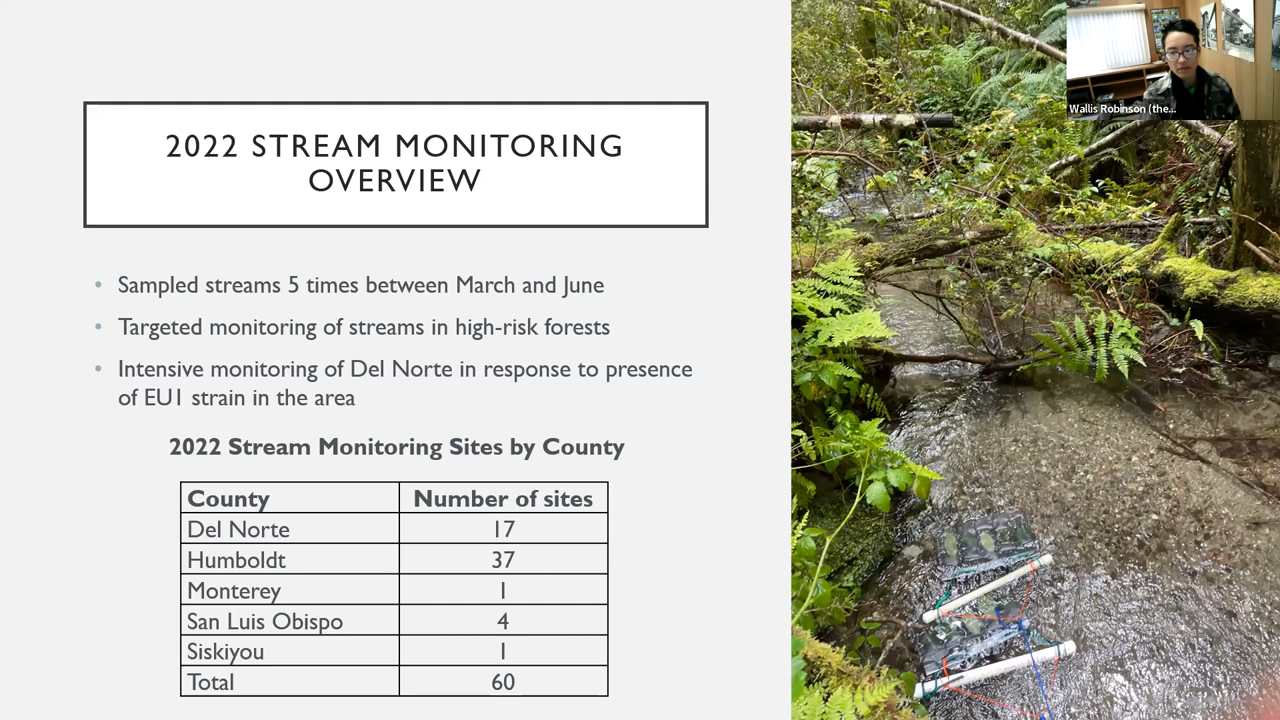 2022 STREAM MONITORING
OVERVIEW
• Sampled streams 5 times between March and June
• Targeted monitoring of streams in high-risk forests
• Intensive monitoring of Del Norte in response to presence
of EU1 strain in the area
2022 Stream Monitoring Sites by County
County Number of sites
Del Norte 17
Humboldt 37
Monterey 1
San Luis Obispo 4
Siskiyou 1
Total 60
Wallis Robinson (the...